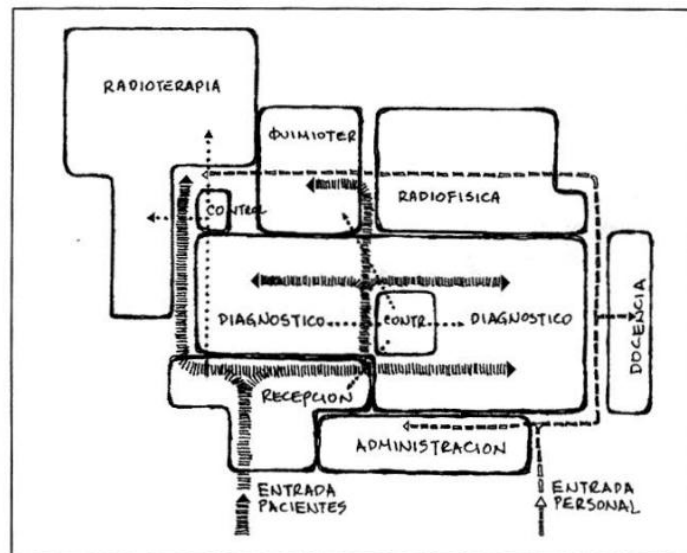 RADIOTERAPIA
QUIMIOTER
CONTROL
RADIOFISICA
DIAGNOSTICO
CONTR
DIAGNOSTICO
DOCENCIA
RECEPCION
ADMINISTRACION
ENTRADA
PACIENTES
ENTRADA
PERSONAL